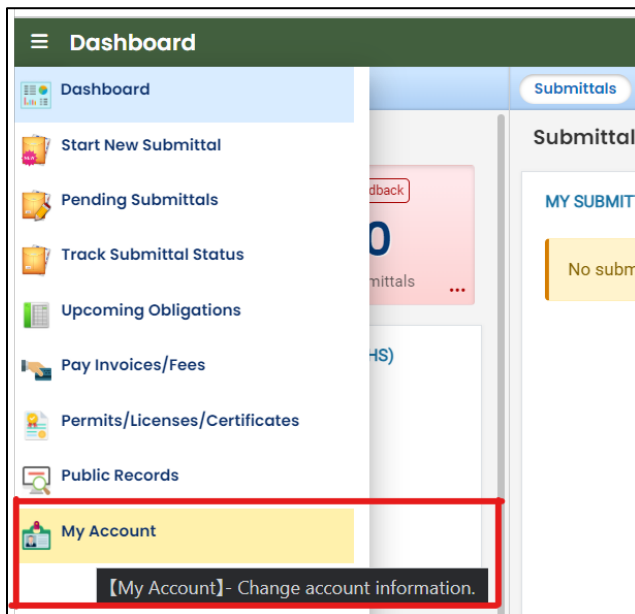 Dashboard
Dashboard
Start New Submittal
Pending Submittals
Track Submittal Status
Upcoming Obligations
Pay Invoices/Fees
Permits/Licenses/Certificates
Public Records
My Account
【My Account】- Change account information.
dback
0
mittals
...
HS)
Submittals
Submittal
MY SUBMIT
No subm